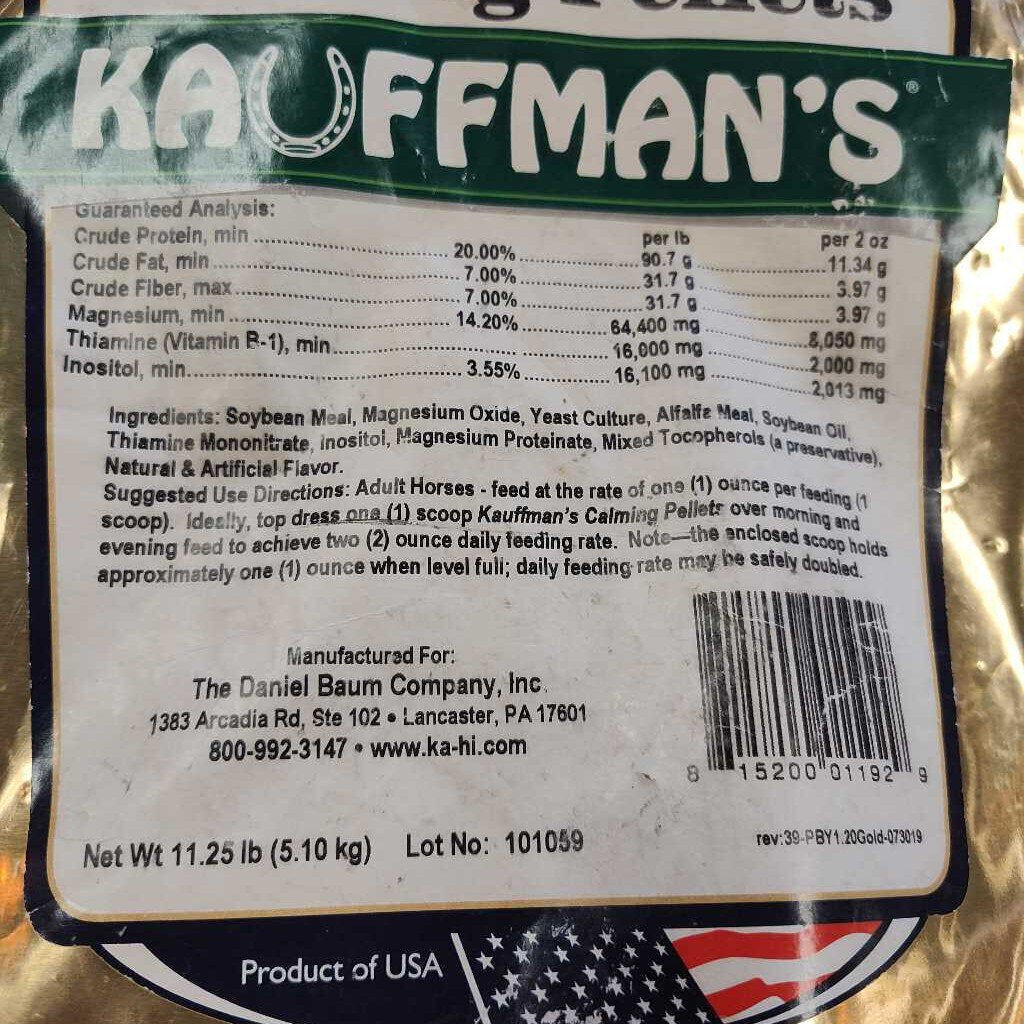 KAUFFMAN'S®
Guaranteed Analysis:
per lb per 2 oz
Crude Protein, min 20.00% 90.7 g 11.34 g
Crude Fat, min 7.00% 31.7 g 3.97 g
Crude Fiber, max 7.00% 31.7 g 3.97 g
Magnesium, min 14.20% 64,400 mg 8,050 mg
Thiamine (Vitamin B-1), min 16,000 mg 2,000 mg
Inositol, min 3.55% 16,100 mg 2,013 mg
Ingredients: Soybean Meal, Magnesium Oxide, Yeast Culture, Alfalfa Meal, Soybean Oil,
Thiamine Mononitrate, Inositol, Magnesium Proteinate, Mixed Tocopherols (a preservative),
Natural & Artificial Flavor.
Suggested Use Directions: Adult Horses - feed at the rate of one (1) ounce per feeding (1
scoop). Ideally, top dress one (1) scoop Kauffman's Calming Pellets over morning and
evening feed to achieve two (2) ounce daily feeding rate. Note—the enclosed scoop holds
approximately one (1) ounce when level full; daily feeding rate may be safely doubled.
Manufactured For:
The Daniel Baum Company, Inc.
1383 Arcadia Rd, Ste 102 • Lancaster, PA 17601
800-992-3147 • www.ka-hi.com
8 15200 01192 9
Net Wt 11.25 lb (5.10 kg) Lot No: 101059
rev:39-PBY1.20Gold-073019
Product of USA